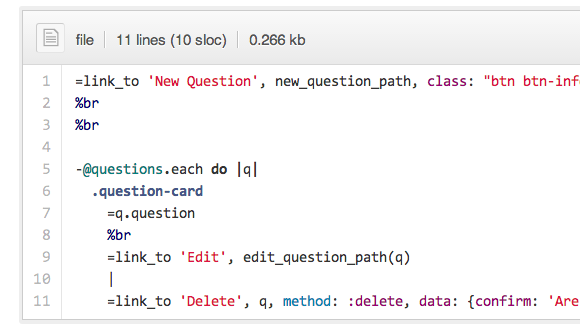 file 11 lines (10 sloc) 0.266 kb
1 =link_to 'New Question', new_question_path, class: "btn btn-inf
2 %br
3 %br
4
5 -@questions.each do |q|
6 .question-card
7 =q.question
8 %br
9 =link_to 'Edit', edit_question_path(q)
10 |
11 =link_to 'Delete', q, method: :delete, data: {confirm: 'Are